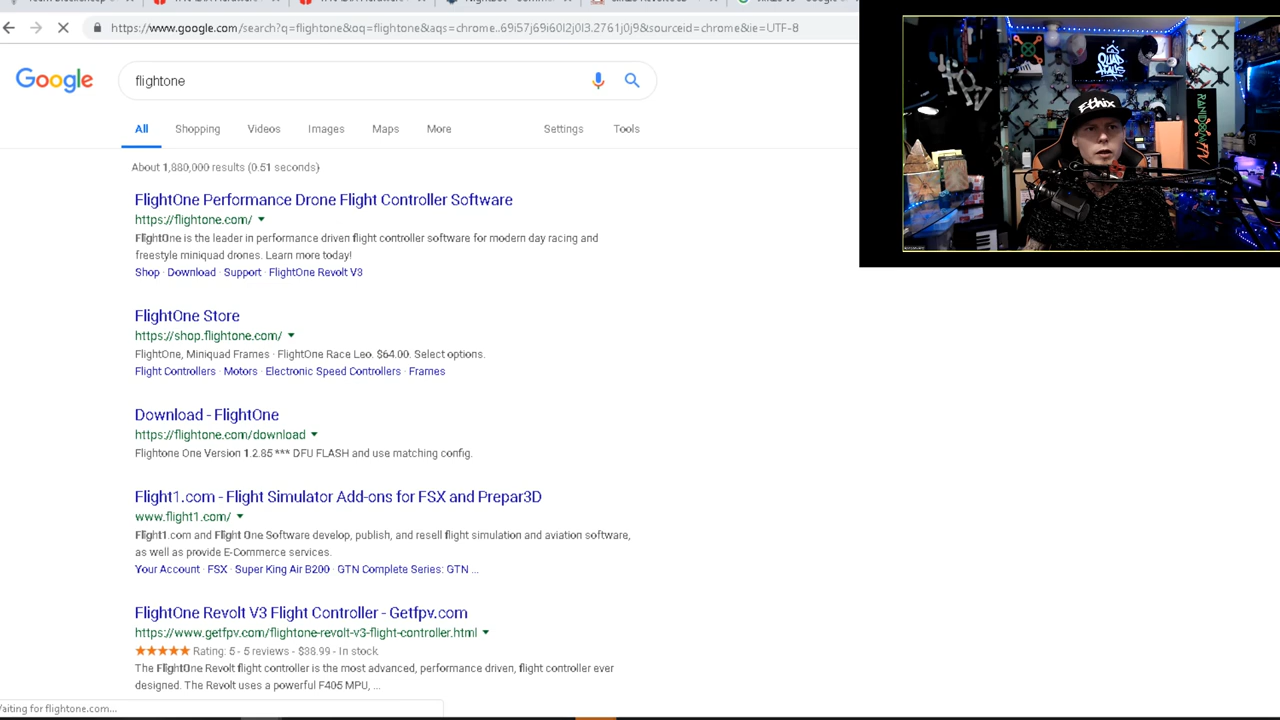 https://www.google.com/search?q=flightone&oq=flightone&aqs=chrome..69i57j69i60l2j0l3.2761j0j9&sourceid=chrome&ie=UTF-8
Google
flightone
All Shopping Videos Images Maps More Settings Tools
About 1,880,000 results (0.51 seconds)
FlightOne Performance Drone Flight Controller Software
https://flightone.com/
FlightOne is the leader in performance driven flight controller software for modern day racing and
freestyle miniquad drones. Learn more today!
Shop · Download · Support · FlightOne Revolt V3
FlightOne Store
https://shop.flightone.com/
FlightOne, Miniquad Frames · FlightOne Race Leo. $64.00. Select options.
Flight Controllers · Motors · Electronic Speed Controllers · Frames
Download - FlightOne
https://flightone.com/download
Flightone One Version 1.2.85 *** DFU FLASH and use matching config.
Flight1.com - Flight Simulator Add-ons for FSX and Prepar3D
www.flight1.com/
Flight1.com and Flight One Software develop, publish, and resell flight simulation and aviation software,
as well as provide E-Commerce services.
Your Account · FSX · Super King Air B200 · GTN Complete Series: GTN ...
FlightOne Revolt V3 Flight Controller - Getfpv.com
https://www.getfpv.com/flightone-revolt-v3-flight-controller.html
Rating: 5 - 5 reviews - $38.99 - In stock
The FlightOne Revolt flight controller is the most advanced, performance driven, flight controller ever
designed. The Revolt uses a powerful F405 MPU, ...
aiting for flightone.com...
QUAD
Ethix